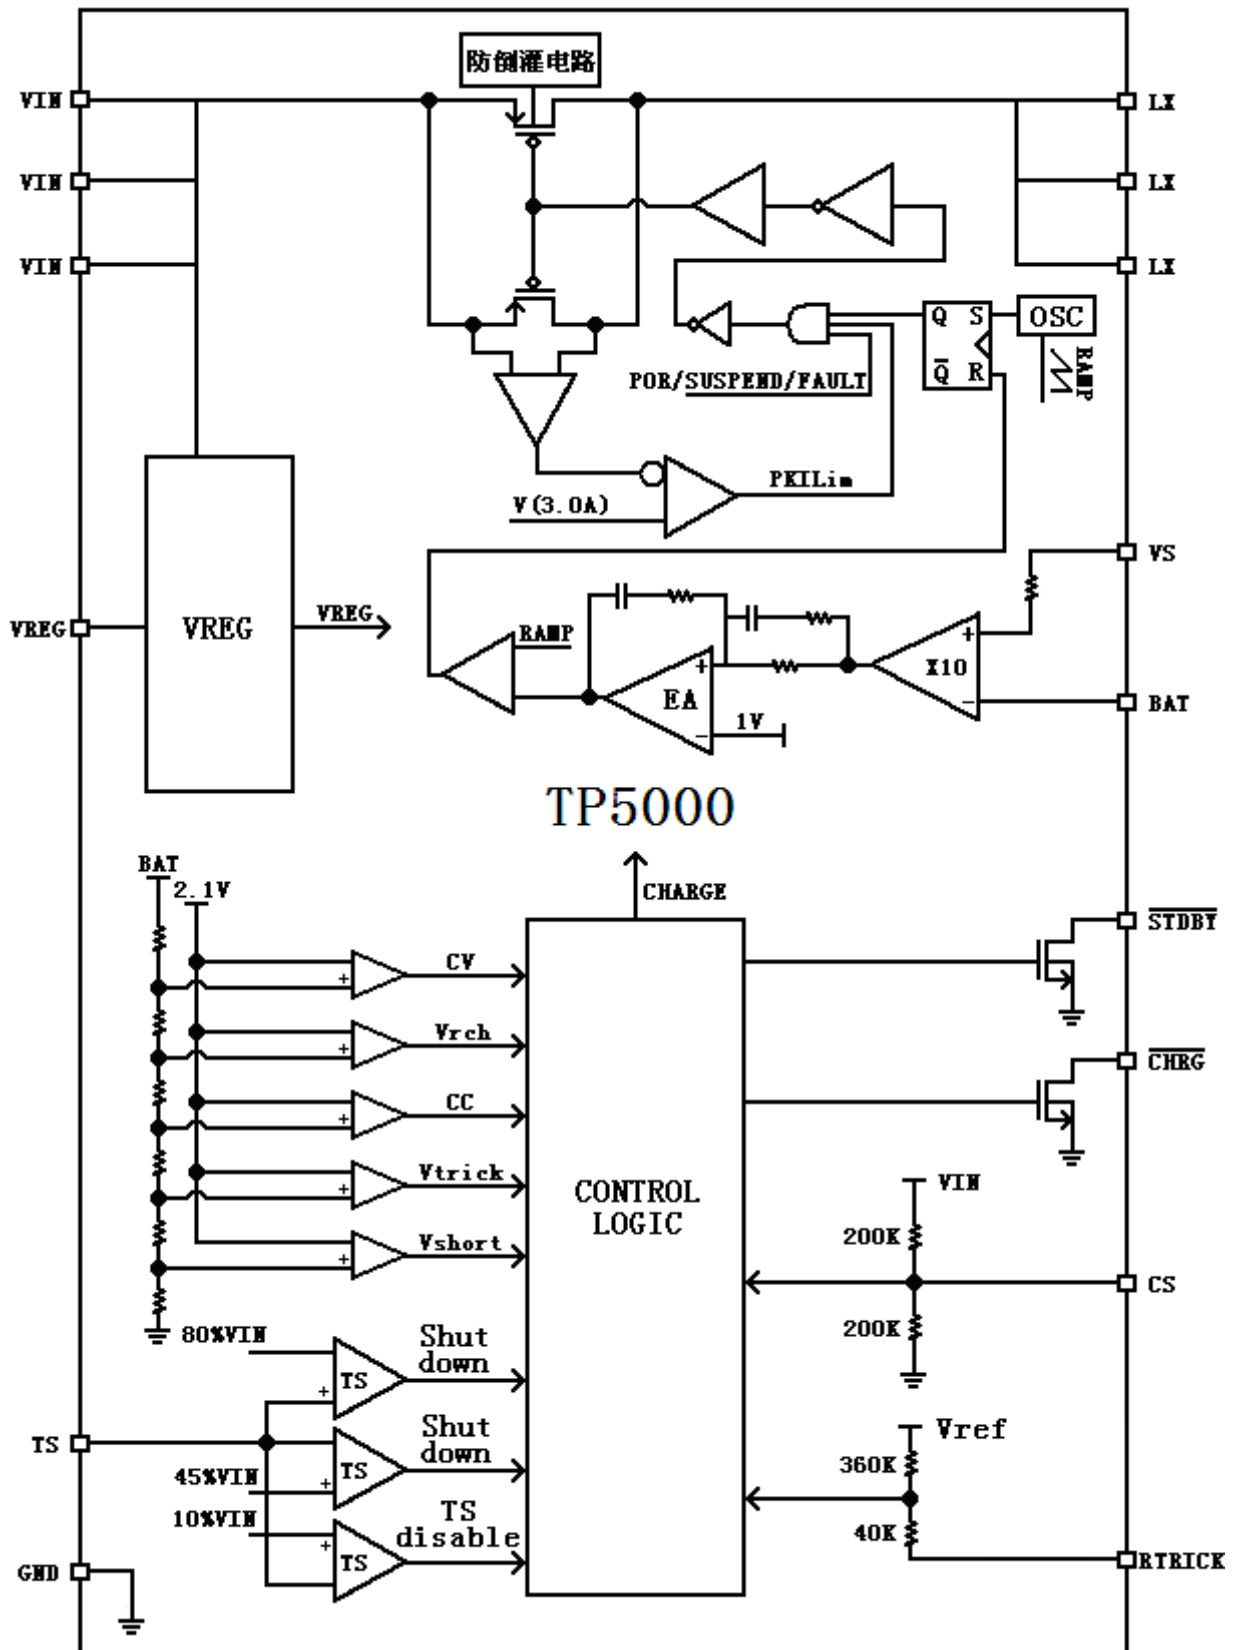 防倒灌电路
VIN
LX
VIN
LX
VIN
LX
Q S
OSC
Q̅ R
RAMP
POR/SUSPEND/FAULT
PKILim
V(3.0A)
VS
VREG
VREG
VREG
RAMP
+
X10
-
+
EA
-
1V
BAT
TP5000
BAT
2.1V
CHARGE
STDBY
+
CV
+
Vrch
CHRG
+
CC
+
Vtrick
CONTROL
LOGIC
VIN
+
Vshort
200K
CS
200K
80%VIN
Shut
down
+
TS
Vref
TS
Shut
down
45%VIN
+
TS
360K
10%VIN
TS
disable
+
TS
40K
GND
RTRICK